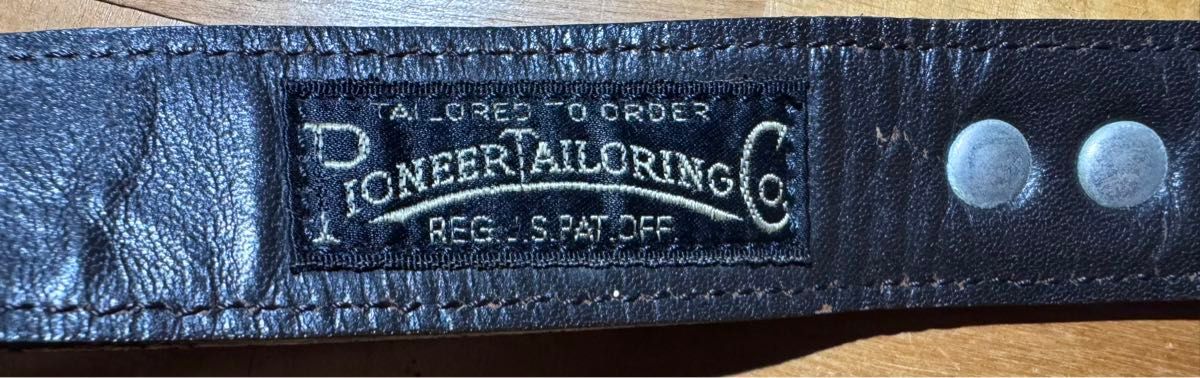 TAILORED TO ORDER
PIONEER TAILORING CO.
REG. U.S. PAT. OFF.